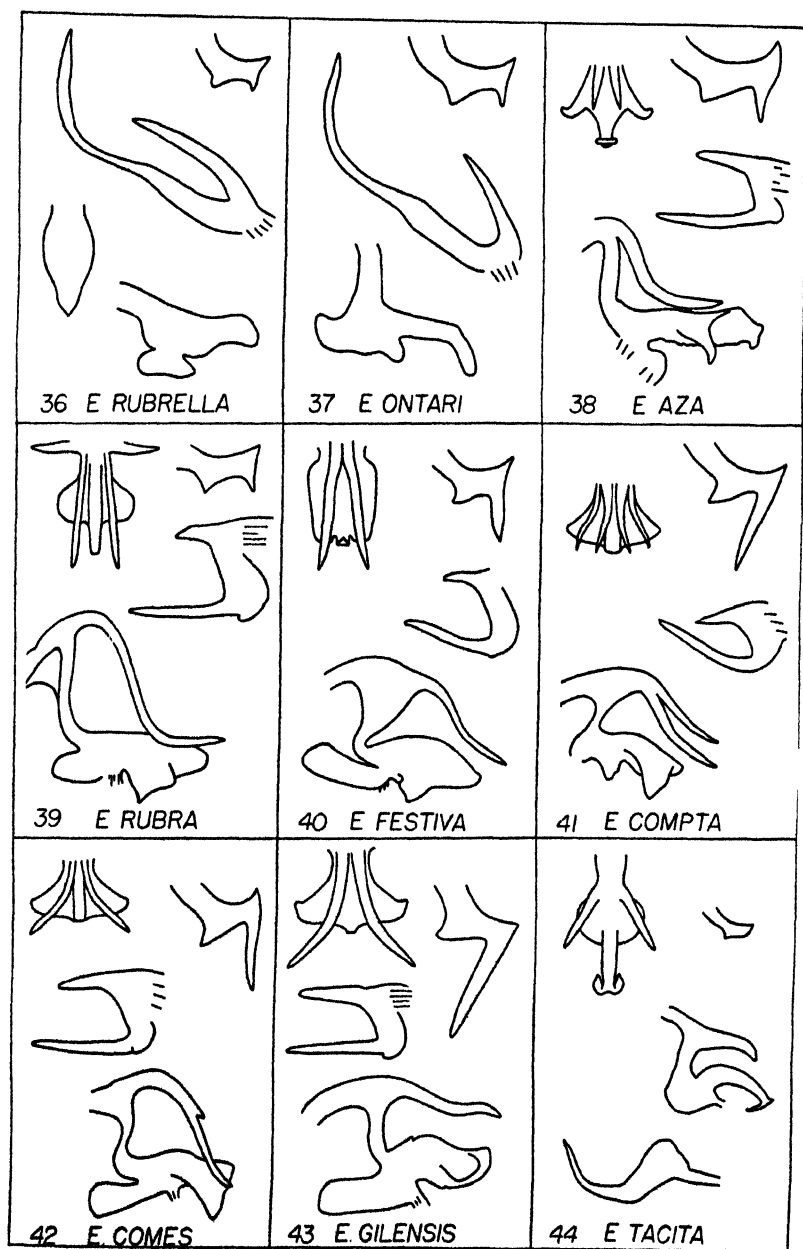 36 E RUBRELLA
37 E ONTARI
38 E AZA
39 E RUBRA
40 E FESTIVA
41 E COMPTA
42 E. COMES
43 E. GILENSIS
44 E TACITA